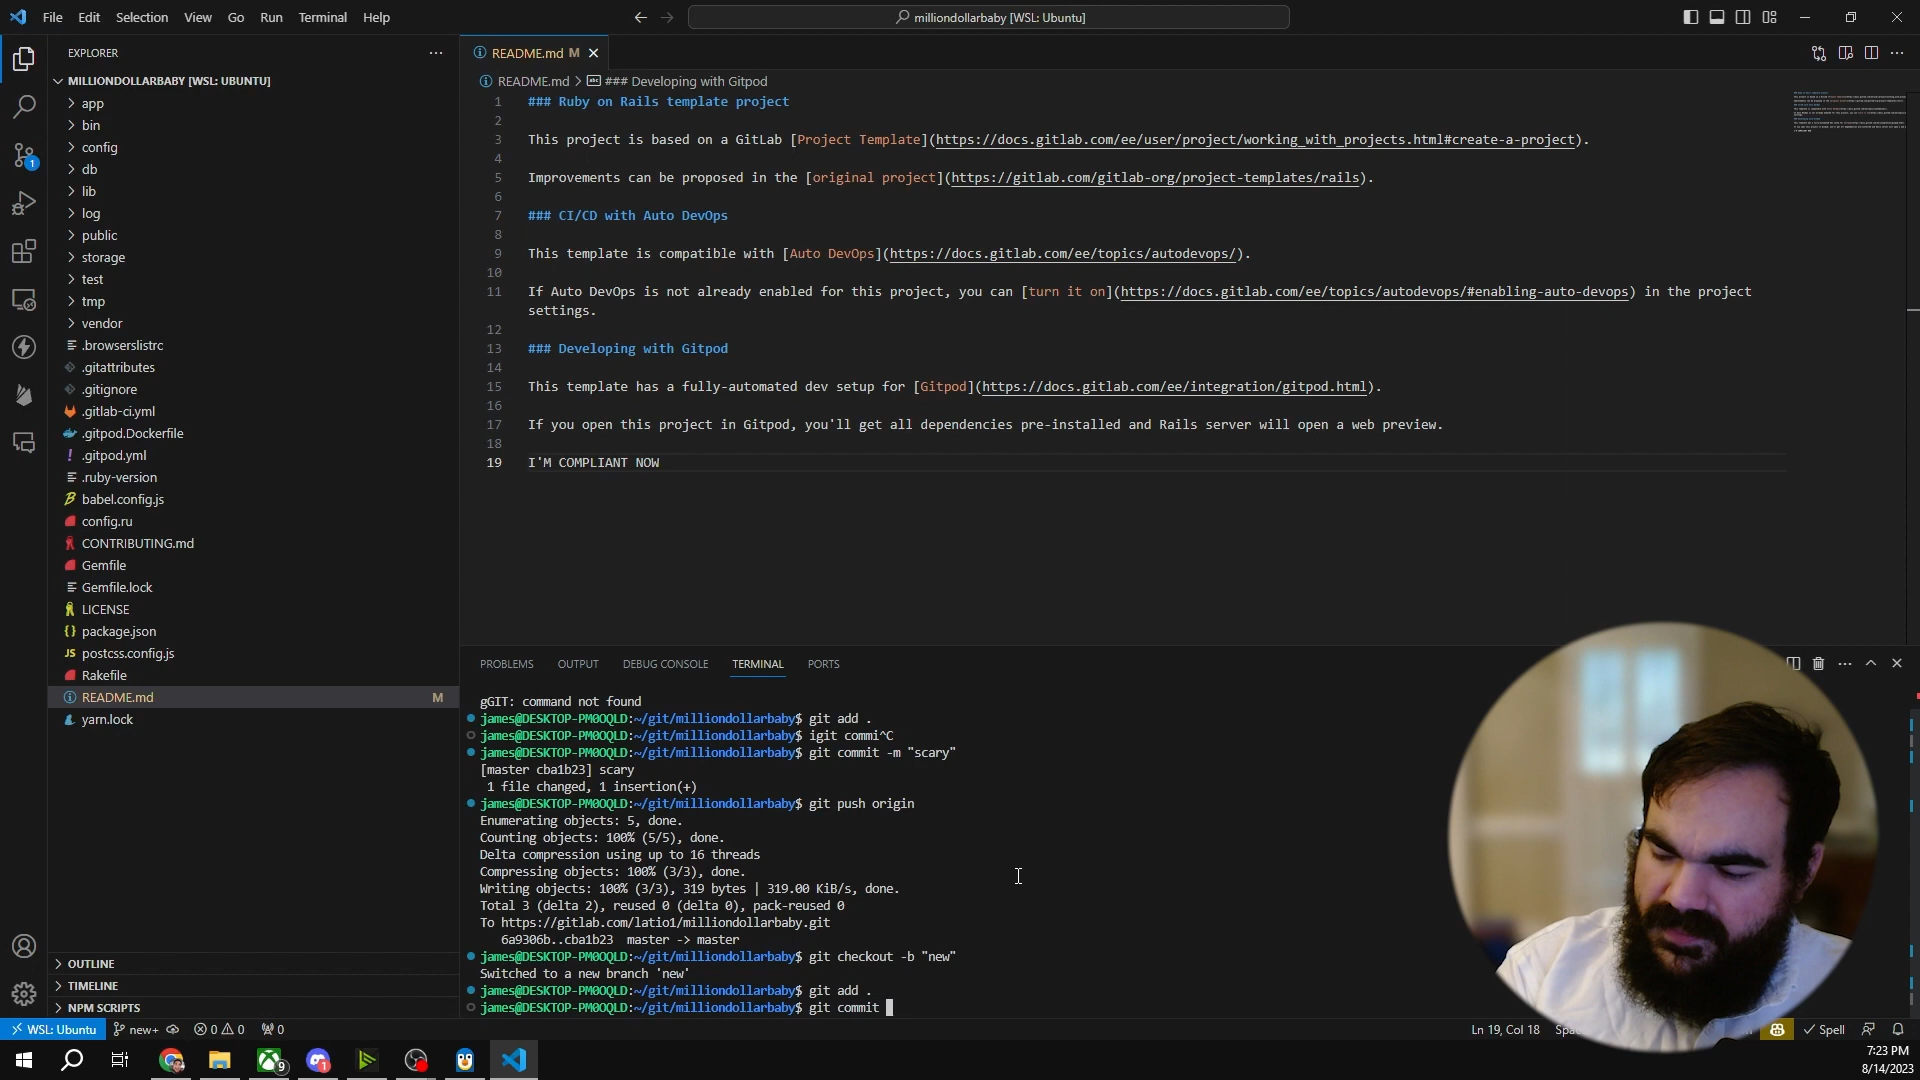 File Edit Selection View Go Run Terminal Help
milliondollarbaby [WSL: Ubuntu]
EXPLORER
MILLIONDOLLARBABY [WSL: UBUNTU]
app
bin
config
db
lib
log
public
storage
test
tmp
vendor
.browserslistrc
.gitattributes
.gitignore
.gitlab-ci.yml
.gitpod.Dockerfile
.gitpod.yml
.ruby-version
babel.config.js
config.ru
CONTRIBUTING.md
Gemfile
Gemfile.lock
LICENSE
package.json
postcss.config.js
Rakefile
README.md M
yarn.lock
OUTLINE
TIMELINE
NPM SCRIPTS
1
README.md M
README.md > ### Developing with Gitpod
1 ### Ruby on Rails template project
2
3 This project is based on a GitLab [Project Template](https://docs.gitlab.com/ee/user/project/working_with_projects.html#create-a-project).
4
5 Improvements can be proposed in the [original project](https://gitlab.com/gitlab-org/project-templates/rails).
6
7 ### CI/CD with Auto DevOps
8
9 This template is compatible with [Auto DevOps](https://docs.gitlab.com/ee/topics/autodevops/).
10
11 If Auto DevOps is not already enabled for this project, you can [turn it on](https://docs.gitlab.com/ee/topics/autodevops/#enabling-auto-devops) in the project
settings.
12
13 ### Developing with Gitpod
14
15 This template has a fully-automated dev setup for [Gitpod](https://docs.gitlab.com/ee/integration/gitpod.html).
16
17 If you open this project in Gitpod, you'll get all dependencies pre-installed and Rails server will open a web preview.
18
19 I'M COMPLIANT NOW
PROBLEMS OUTPUT DEBUG CONSOLE TERMINAL PORTS
gGIT: command not found
james@DESKTOP-PM0OQLD:~/git/milliondollarbaby$ git add .
james@DESKTOP-PM0OQLD:~/git/milliondollarbaby$ igit commi^C
james@DESKTOP-PM0OQLD:~/git/milliondollarbaby$ git commit -m "scary"
[master cba1b23] scary
1 file changed, 1 insertion(+)
james@DESKTOP-PM0OQLD:~/git/milliondollarbaby$ git push origin
Enumerating objects: 5, done.
Counting objects: 100% (5/5), done.
Delta compression using up to 16 threads
Compressing objects: 100% (3/3), done.
Writing objects: 100% (3/3), 319 bytes | 319.00 KiB/s, done.
Total 3 (delta 2), reused 0 (delta 0), pack-reused 0
To https://gitlab.com/latio1/milliondollarbaby.git
6a9306b..cba1b23 master -> master
james@DESKTOP-PM0OQLD:~/git/milliondollarbaby$ git checkout -b "new"
Switched to a new branch 'new'
james@DESKTOP-PM0OQLD:~/git/milliondollarbaby$ git add .
james@DESKTOP-PM0OQLD:~/git/milliondollarbaby$ git commit
WSL: Ubuntu new+ 0 0 0 Ln 19, Col 18 Spell
9 1
7:23 PM
8/14/2023